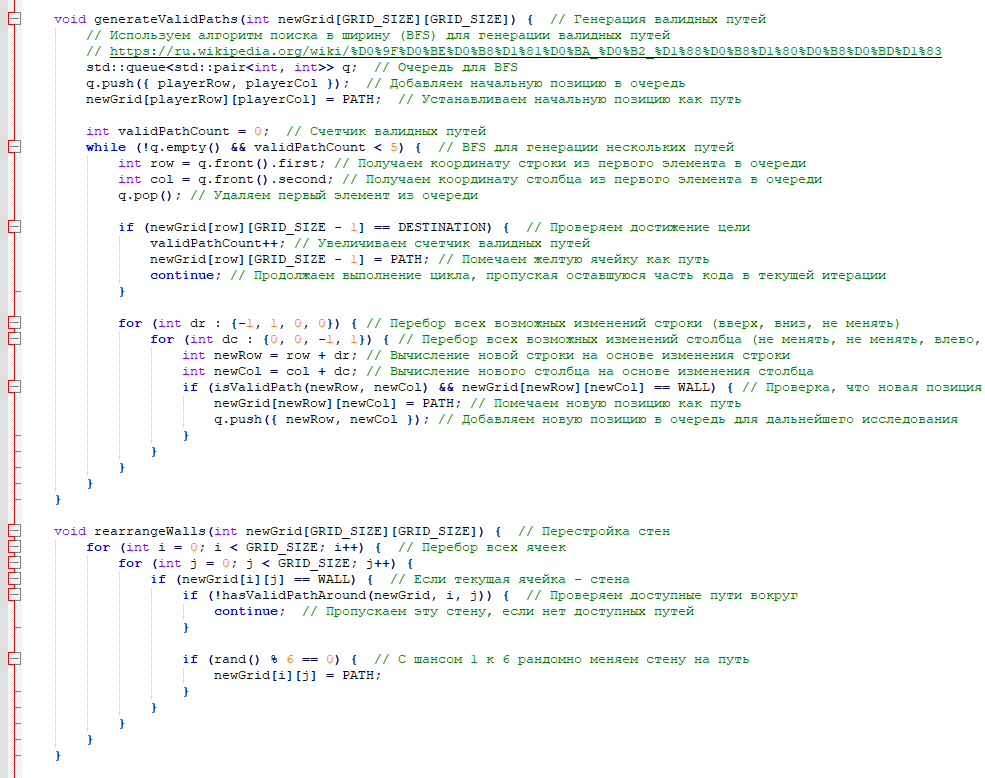 void generateValidPaths(int newGrid[GRID_SIZE][GRID_SIZE]) {  // Генерация валидных путей
    // Используем алгоритм поиска в ширину (BFS) для генерации валидных путей
    // https://ru.wikipedia.org/wiki/%D0%9F%D0%BE%D0%B8%D1%81%D0%BA_%D0%B2_%D1%88%D0%B8%D1%80%D0%B8%D0%BD%D1%83
    std::queue<std::pair<int, int>> q;  // Очередь для BFS
    q.push({ playerRow, playerCol });  // Добавляем начальную позицию в очередь
    newGrid[playerRow][playerCol] = PATH;  // Устанавливаем начальную позицию как путь

    int validPathCount = 0;  // Счетчик валидных путей
    while (!q.empty() && validPathCount < 5) {  // BFS для генерации нескольких путей
        int row = q.front().first; // Получаем координату строки из первого элемента в очереди
        int col = q.front().second; // Получаем координату столбца из первого элемента в очереди
        q.pop(); // Удаляем первый элемент из очереди

        if (newGrid[row][GRID_SIZE - 1] == DESTINATION) {  // Проверяем достижение цели
            validPathCount++; // Увеличиваем счетчик валидных путей
            newGrid[row][GRID_SIZE - 1] = PATH; // Помечаем желтую ячейку как путь
            continue; // Продолжаем выполнение цикла, пропуская оставшуюся часть кода в текущей итерации
        }

        for (int dr : {-1, 1, 0, 0}) { // Перебор всех возможных изменений строки (вверх, вниз, не менять)
            for (int dc : {0, 0, -1, 1}) { // Перебор всех возможных изменений столбца (не менять, не менять, влево,
                int newRow = row + dr; // Вычисление новой строки на основе изменения строки
                int newCol = col + dc; // Вычисление нового столбца на основе изменения столбца
                if (isValidPath(newRow, newCol) && newGrid[newRow][newCol] == WALL) { // Проверка, что новая позиция
                    newGrid[newRow][newCol] = PATH; // Помечаем новую позицию как путь
                    q.push({ newRow, newCol }); // Добавляем новую позицию в очередь для дальнейшего исследования
                }
            }
        }
    }
}

void rearrangeWalls(int newGrid[GRID_SIZE][GRID_SIZE]) {  // Перестройка стен
    for (int i = 0; i < GRID_SIZE; i++) {  // Перебор всех ячеек
        for (int j = 0; j < GRID_SIZE; j++) {
            if (newGrid[i][j] == WALL) {  // Если текущая ячейка - стена
                if (!hasValidPathAround(newGrid, i, j)) {  // Проверяем доступные пути вокруг
                    continue;  // Пропускаем эту стену, если нет доступных путей
                }

                if (rand() % 6 == 0) {  // С шансом 1 к 6 рандомно меняем стену на путь
                    newGrid[i][j] = PATH;
                }
            }
        }
    }
}